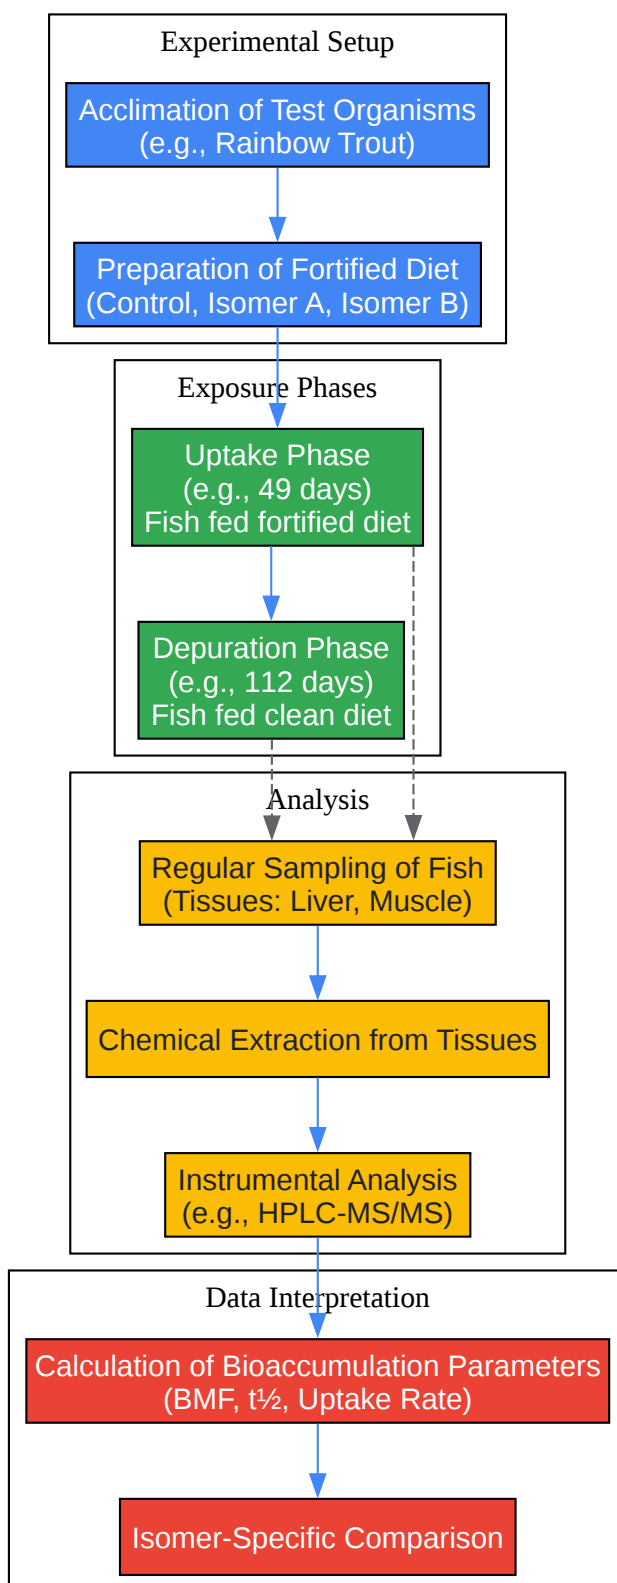 Experimental Setup
Acclimation of Test Organisms
(e.g., Rainbow Trout)
Preparation of Fortified Diet
(Control, Isomer A, Isomer B)
Exposure Phases
Uptake Phase
(e.g., 49 days)
Fish fed fortified diet
Depuration Phase
(e.g., 112 days)
Fish fed clean diet
Analysis
Regular Sampling of Fish
(Tissues: Liver, Muscle)
Chemical Extraction from Tissues
Instrumental Analysis
(e.g., HPLC-MS/MS)
Data Interpretation
Calculation of Bioaccumulation Parameters
(BMF, t½, Uptake Rate)
Isomer-Specific Comparison